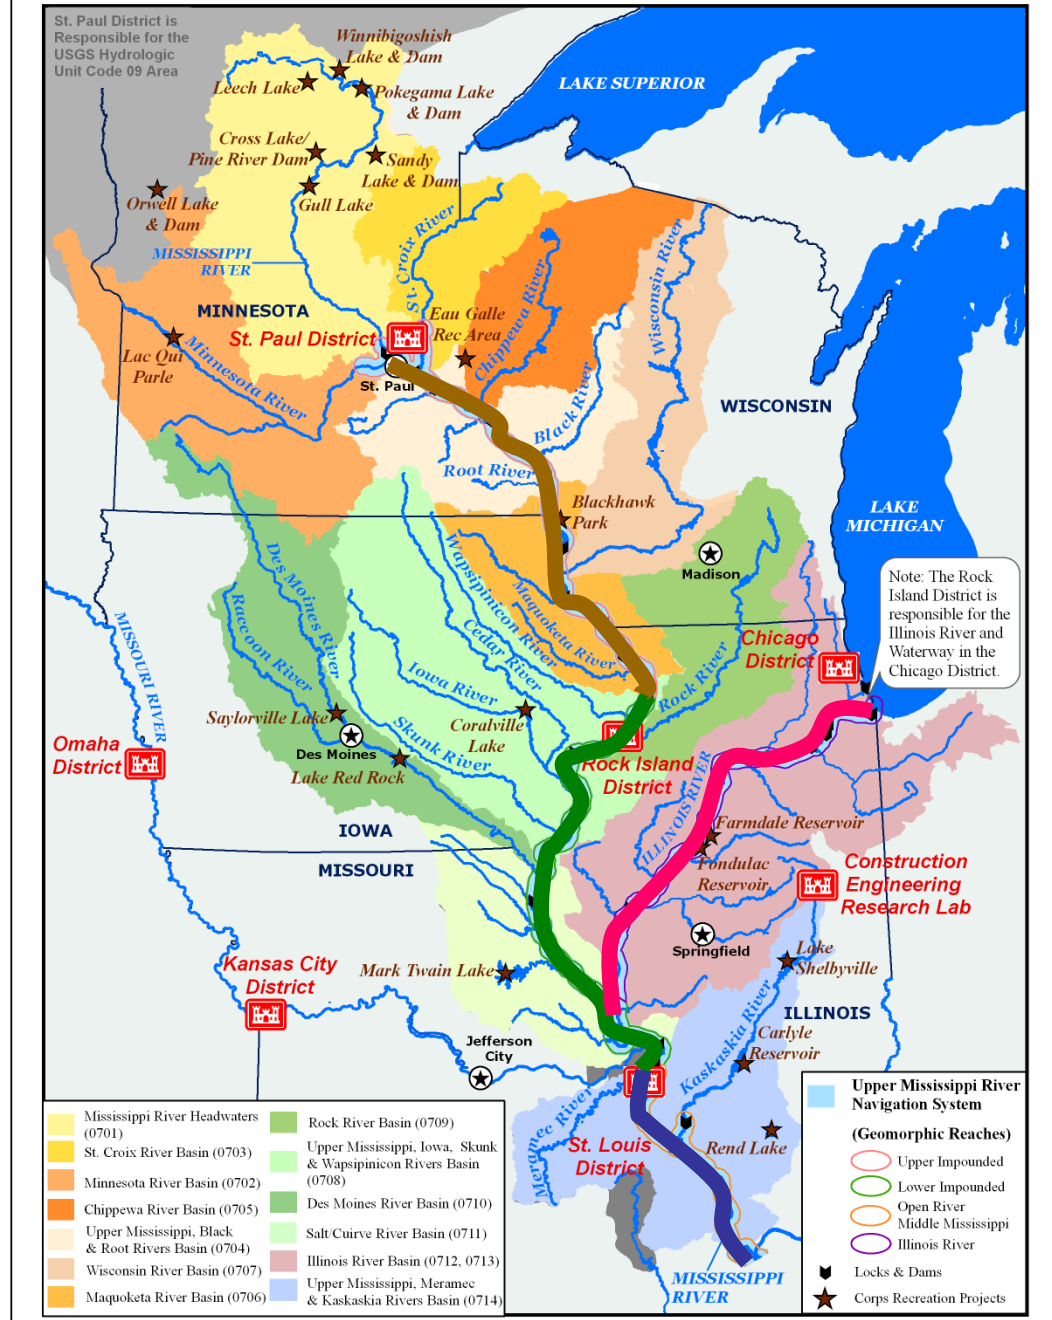 St. Paul District is
Responsible for the
USGS Hydrologic
Unit Code 09 Area
Winnibigoshish
Lake & Dam
Leech Lake
Pokegama Lake
& Dam
LAKE SUPERIOR
Cross Lake/
Pine River Dam
Sandy
Lake & Dam
Orwell Lake
& Dam
Gull Lake
MISSISSIPPI
RIVER
St. Croix River
Wisconsin River
Chippewa River
MINNESOTA
Eau Galle
Rec Area
St. Paul District
Lac Qui
Parle
Minnesota River
St. Paul
Black River
WISCONSIN
Root River
Blackhawk
Park
LAKE
MICHIGAN
Madison
Note: The Rock
Island District is
responsible for the
Illinois River and
Waterway in the
Chicago District.
Des Moines River
Wapsipinicon River
Maquoketa River
Raccoon River
MISSOURI RIVER
Cedar River
Chicago
District
Iowa River
Rock River
Saylorville Lake
Coralville
Lake
Skunk River
Omaha
District
Des Moines
Lake Red Rock
Rock Island
District
ILLINOIS RIVER
IOWA
MISSOURI
Farmdale Reservoir
Fondulac
Reservoir
Construction
Engineering
Research Lab
Springfield
Kansas City
District
Mark Twain Lake
Lake
Shelbyville
Kaskaskia River
ILLINOIS
Carlyle
Reservoir
Jefferson
City
Meramec River
St. Louis
District
Rend Lake
MISSISSIPPI
RIVER
Mississippi River Headwaters
(0701)
St. Croix River Basin (0703)
Minnesota River Basin (0702)
Chippewa River Basin (0705)
Upper Mississippi, Black
& Root Rivers Basin (0704)
Wisconsin River Basin (0707)
Maquoketa River Basin (0706)
Rock River Basin (0709)
Upper Mississippi, Iowa, Skunk
& Wapsipinicon Rivers Basin
(0708)
Des Moines River Basin (0710)
Salt/Cuirve River Basin (0711)
Illinois River Basin (0712, 0713)
Upper Mississippi, Meramec
& Kaskaskia Rivers Basin (0714)
Upper Mississippi River
Navigation System
(Geomorphic Reaches)
Upper Impounded
Lower Impounded
Open River
Middle Mississippi
Illinois River
Locks & Dams
Corps Recreation Projects